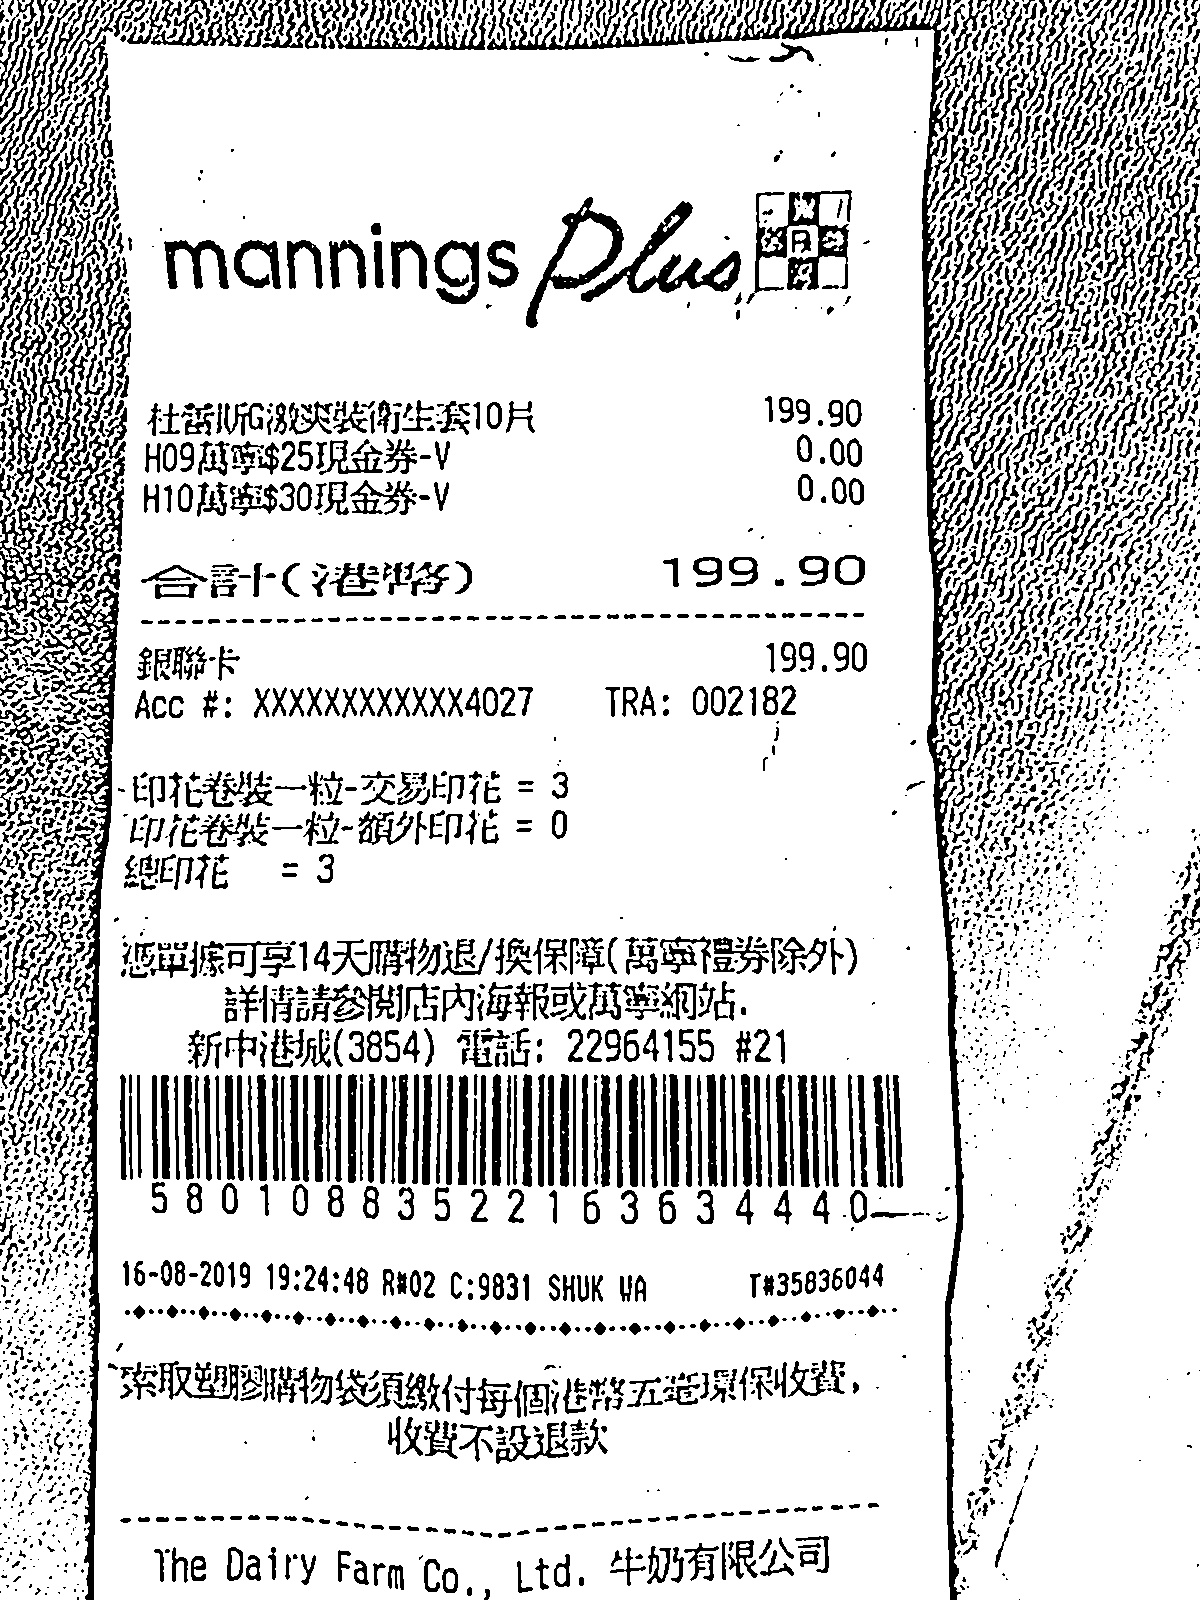 mannings Plus
杜蕾斯G激爽裝衛生套10片 199.90
H09萬寧$25現金券-V 0.00
H10萬寧$30現金券-V 0.00
合計(港幣) 199.90
銀聯卡 199.90
Acc #: XXXXXXXXXXXX4027 TRA: 002182
印花卷裝一粒-交易印花 = 3
印花卷裝一粒-額外印花 = 0
總印花 = 3
憑單據可享14天購物退/換保障(萬寧禮券除外)
詳情請參閱店內海報或萬寧網站.
新中港城(3854) 電話: 22964155 #21
58010883522163634440
16-08-2019 19:24:48 R#02 C:9831 SHUK WA T#35836044
索取塑膠購物袋須繳付每個港幣五毫環保收費,
收費不設退款
The Dairy Farm Co., Ltd. 牛奶有限公司